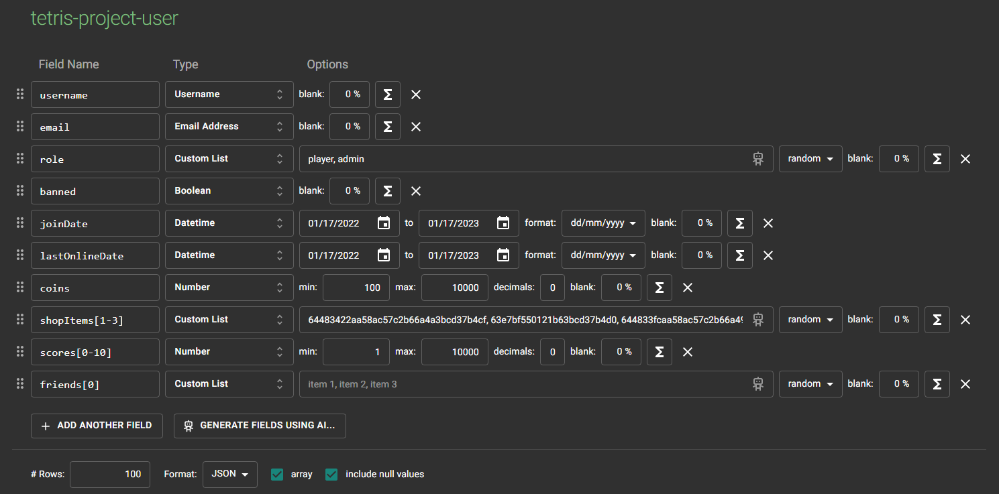 tetris-project-user
Field Name Type Options
username Username blank: 0 % Σ
email Email Address blank: 0 % Σ
role Custom List player, admin random blank: 0 % Σ
banned Boolean blank: 0 % Σ
joinDate Datetime 01/17/2022 to 01/17/2023 format: dd/mm/yyyy blank: 0 % Σ
lastOnlineDate Datetime 01/17/2022 to 01/17/2023 format: dd/mm/yyyy blank: 0 % Σ
coins Number min: 100 max: 10000 decimals: 0 blank: 0 % Σ
shopItems[1-3] Custom List 64483422aa58ac57c2b66a4a3bcd37b4cf, 63e7bf550121b63bcd37b4d0, 644833fcaa58ac57c2b66a49 random blank: 0 % Σ
scores[0-10] Number min: 1 max: 10000 decimals: 0 blank: 0 % Σ
friends[0] Custom List item 1, item 2, item 3 random blank: 0 % Σ
+ ADD ANOTHER FIELD GENERATE FIELDS USING AI...
# Rows: 100 Format: JSON array include null values